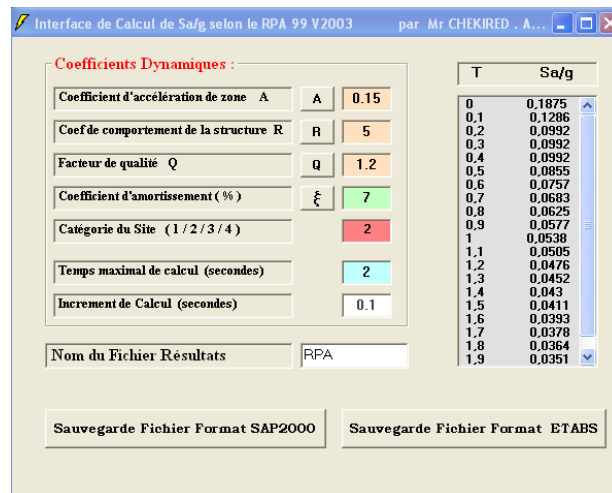 Interface de Calcul de Sa/g selon le RPA 99 V2003 par Mr CHEKIRED . A...
Coefficients Dynamiques :
Coefficient d'accélération de zone A A 0.15
Coef de comportement de la structure R R 5
Facteur de qualité Q Q 1.2
Coefficient d'amortissement ( % ) ξ 7
Catégorie du Site ( 1 / 2 / 3 / 4 ) 2
Temps maximal de calcul (secondes) 2
Increment de Calcul (secondes) 0.1
Nom du Fichier Résultats RPA
T Sa/g
0 0,1875
0,1 0,1286
0,2 0,0992
0,3 0,0992
0,4 0,0992
0,5 0,0855
0,6 0,0757
0,7 0,0683
0,8 0,0625
0,9 0,0577
1 0,0538
1,1 0,0505
1,2 0,0476
1,3 0,0452
1,4 0,043
1,5 0,0411
1,6 0,0393
1,7 0,0378
1,8 0,0364
1,9 0,0351
Sauvegarde Fichier Format SAP2000
Sauvegarde Fichier Format ETABS